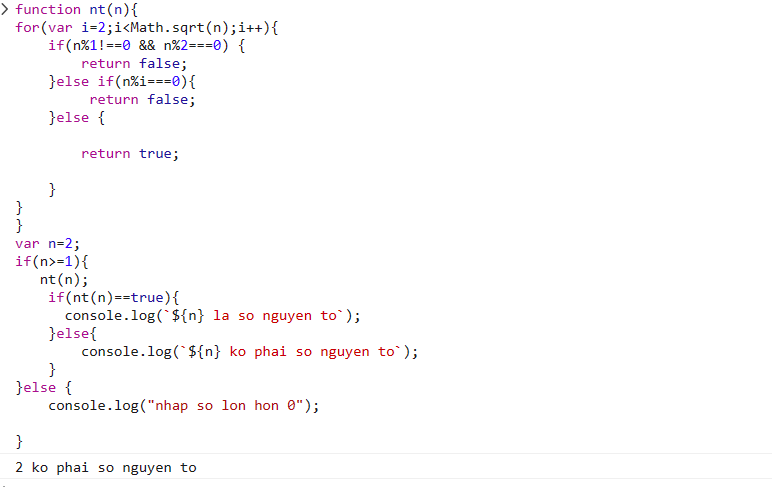 function nt(n){
for(var i=2;i<Math.sqrt(n);i++){
    if(n%1!==0 && n%2===0) {
        return false;
    }else if(n%i===0){
         return false;
    }else {
        return true;
    }
}
}
var n=2;
if(n>=1){
   nt(n);
    if(nt(n)==true){
      console.log(`${n} la so nguyen to`);
    }else{
        console.log(`${n} ko phai so nguyen to`);
    }
}else {
    console.log("nhap so lon hon 0");
}
2 ko phai so nguyen to